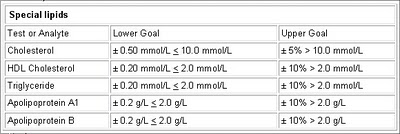 Special lipids
Test or Analyte Lower Goal Upper Goal
Cholesterol ± 0.50 mmol/L ≤ 10.0 mmol/L ± 5% > 10.0 mmol/L
HDL Cholesterol ± 0.20 mmol/L ≤ 2.0 mmol/L ± 10% > 2.0 mmol/L
Triglyceride ± 0.20 mmol/L ≤ 2.0 mmol/L ± 10% > 2.0 mmol/L
Apolipoprotein A1 ± 0.2 g/L ≤ 2.0 g/L ± 10% > 2.0 g/L
Apolipoprotein B ± 0.2 g/L ≤ 2.0 g/L ± 10% > 2.0 g/L